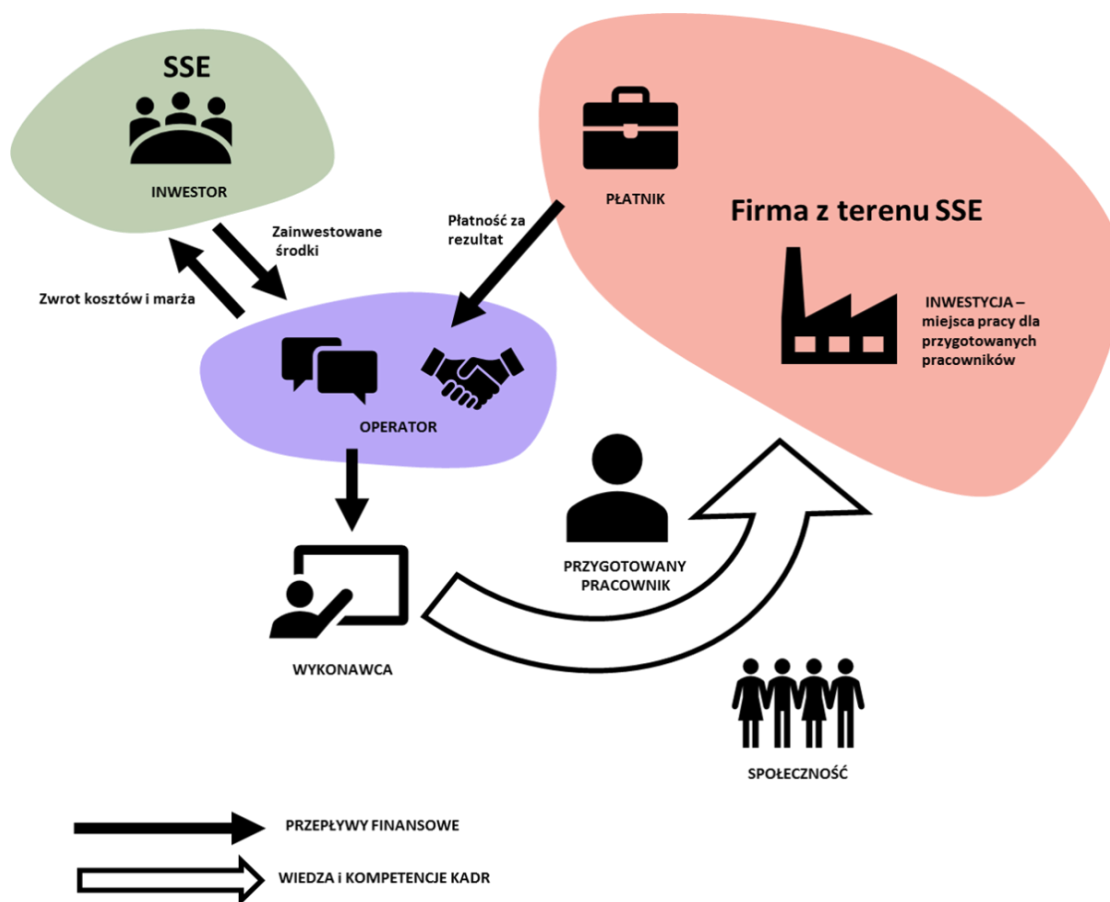 SSE
INWESTOR
PŁATNIK
Firma z terenu SSE
Płatność za
rezultat
Zainwestowane
środki
Zwrot kosztów i marża
INWESTYCJA –
miejsca pracy dla
przygotowanych
pracowników
OPERATOR
PRZYGOTOWANY
PRACOWNIK
WYKONAWCA
SPOŁECZNOŚĆ
PRZEPŁYWY FINANSOWE
WIEDZA i KOMPETENCJE KADR